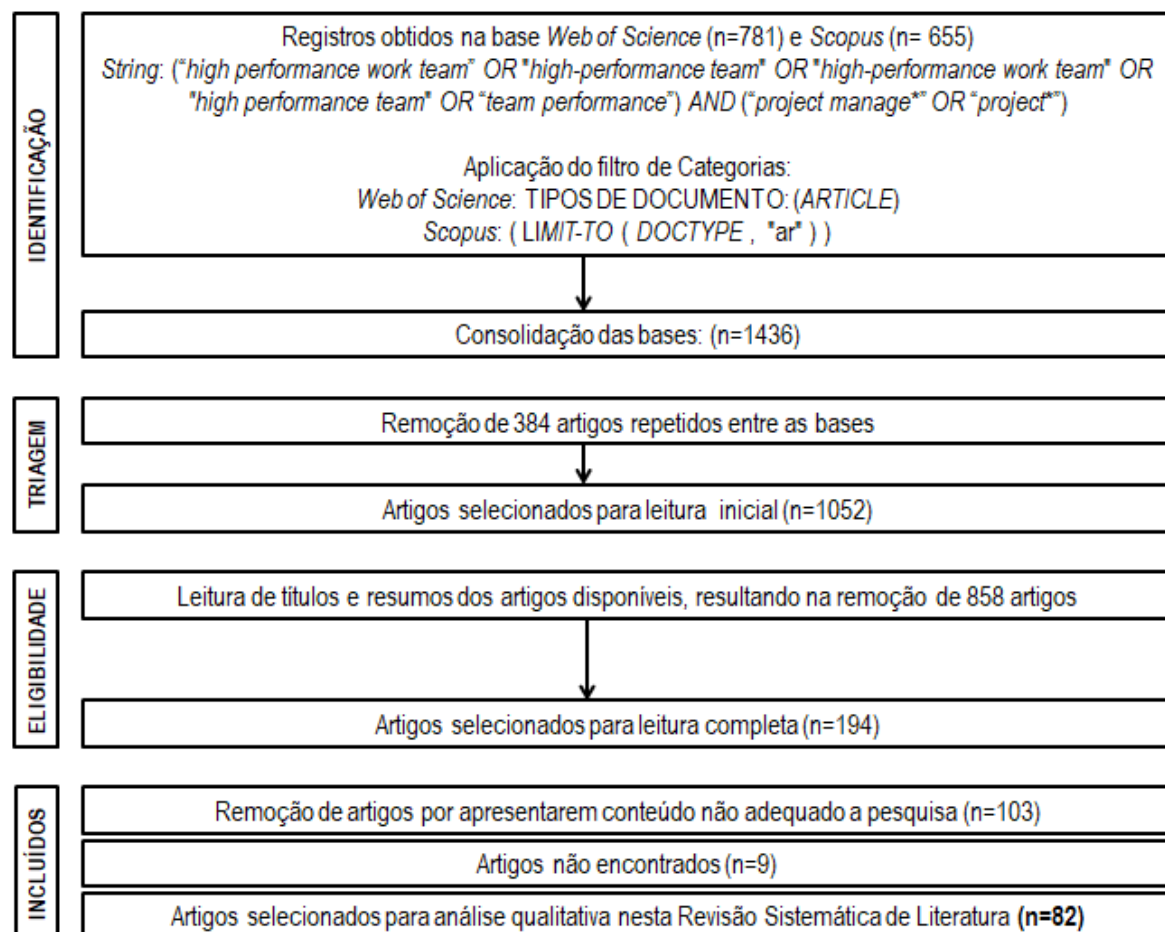 IDENTIFICAÇÃO
Registros obtidos na base Web of Science (n=781) e Scopus (n= 655)
String: (“high performance work team” OR "high-performance team" OR "high-performance work team" OR
"high performance team" OR “team performance”) AND (“project manage*” OR “project*”)
Aplicação do filtro de Categorias:
Web of Science: TIPOS DE DOCUMENTO: (ARTICLE)
Scopus: ( LIMIT-TO ( DOCTYPE , "ar" ) )
Consolidação das bases: (n=1436)
TRIAGEM
Remoção de 384 artigos repetidos entre as bases
Artigos selecionados para leitura inicial (n=1052)
ELIGIBILIDADE
Leitura de títulos e resumos dos artigos disponíveis, resultando na remoção de 858 artigos
Artigos selecionados para leitura completa (n=194)
INCLUÍDOS
Remoção de artigos por apresentarem conteúdo não adequado a pesquisa (n=103)
Artigos não encontrados (n=9)
Artigos selecionados para análise qualitativa nesta Revisão Sistemática de Literatura (n=82)